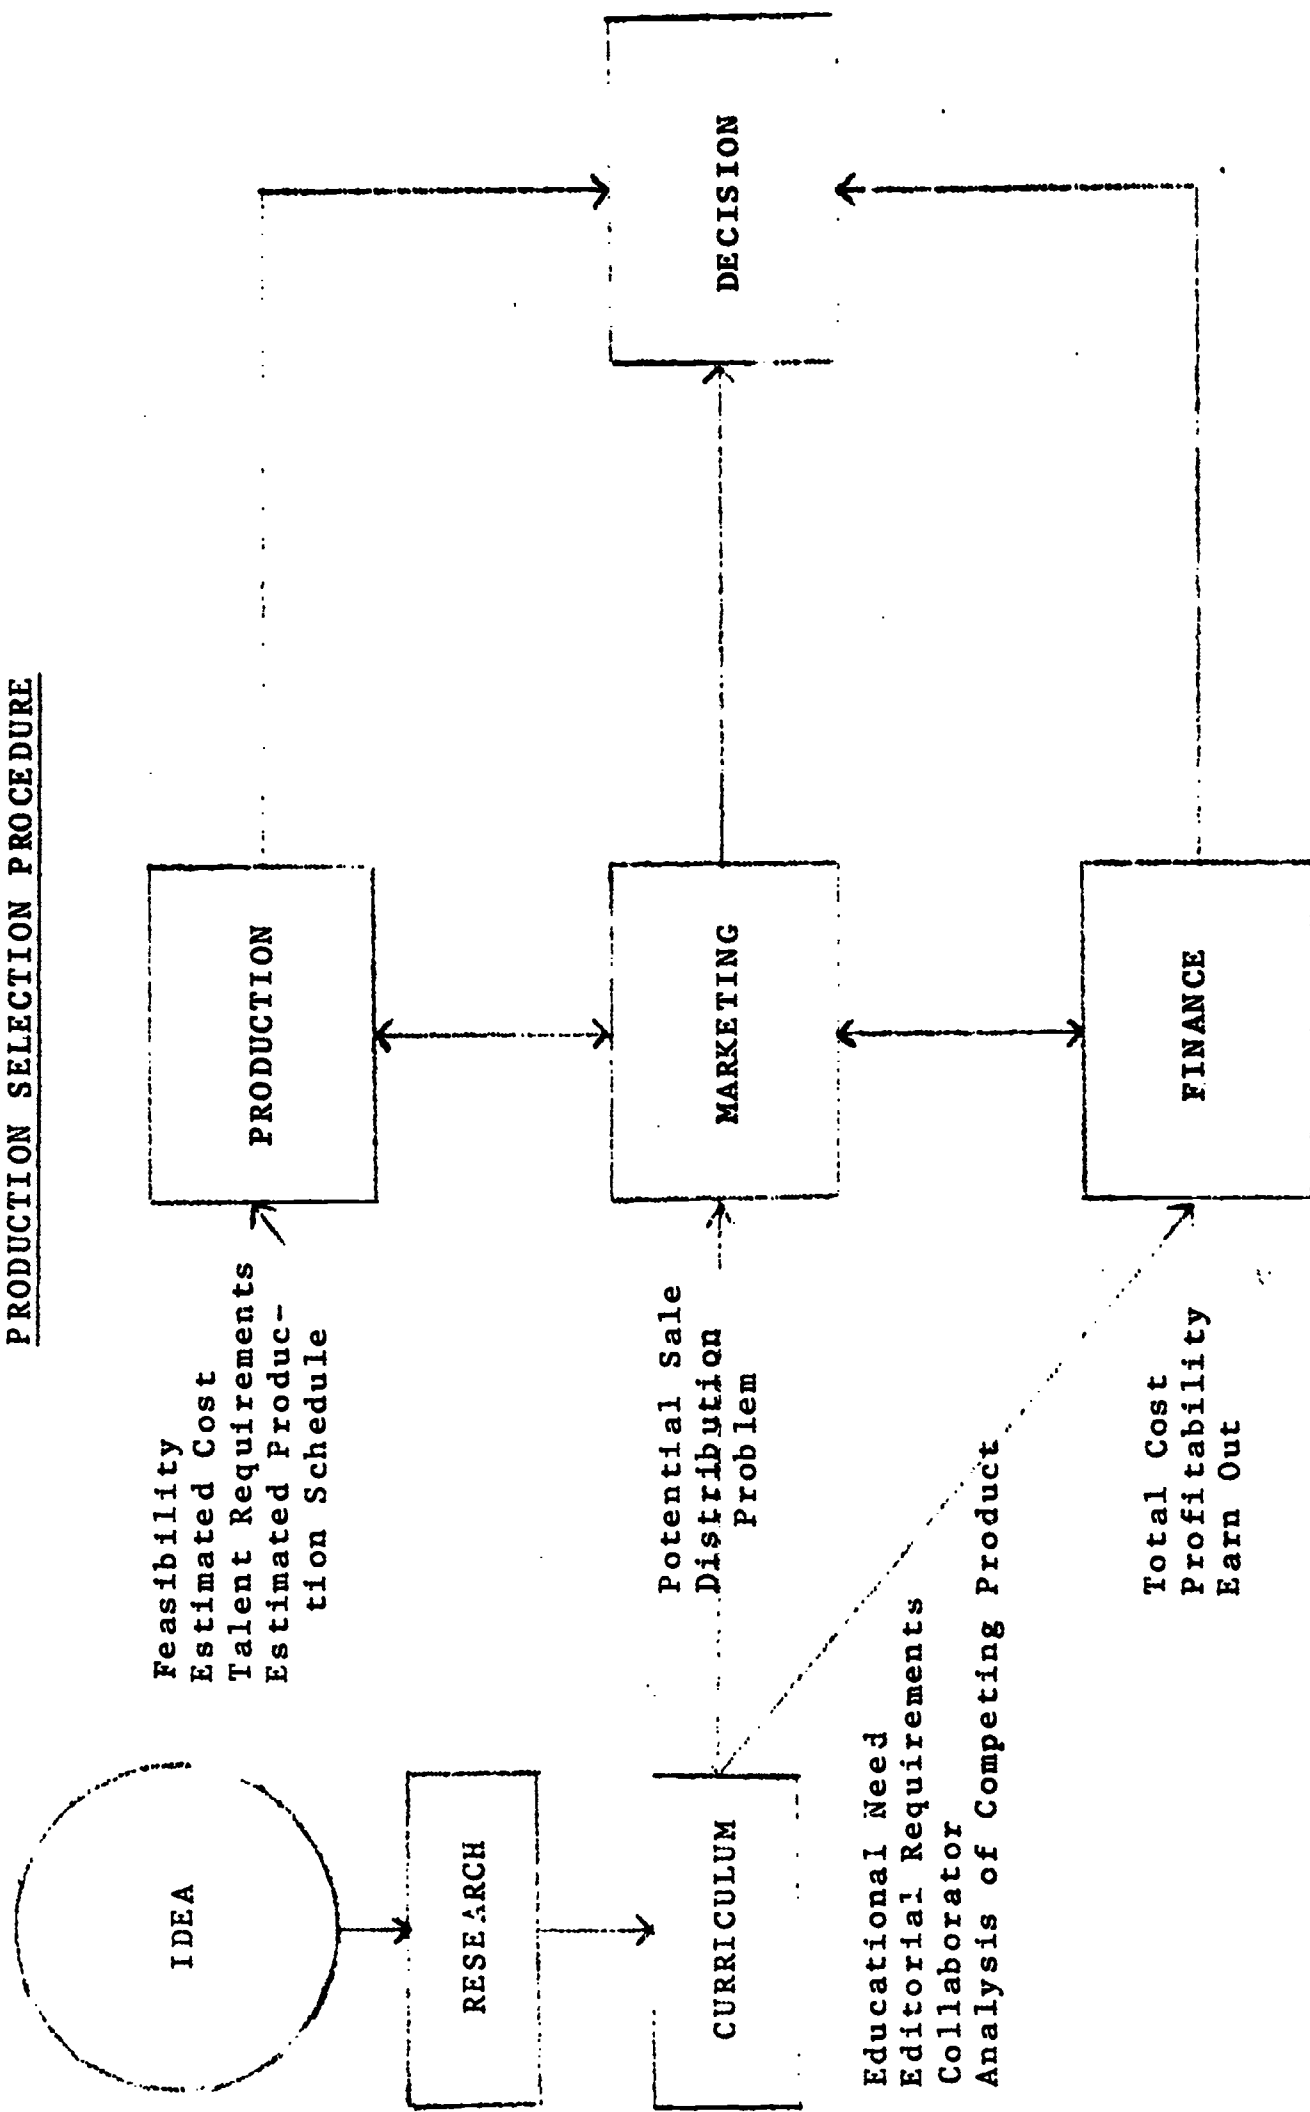 PRODUCTION SELECTION PROCEDURE
IDEA
RESEARCH
CURRICULUM
Educational Need
Editorial Requirements
Collaborator
Analysis of Competing Product
Feasibility
Estimated Cost
Talent Requirements
Estimated Produc-
tion Schedule
PRODUCTION
Potential Sale
Distribution
Problem
MARKETING
Total Cost
Profitability
Earn Out
FINANCE
DECISION